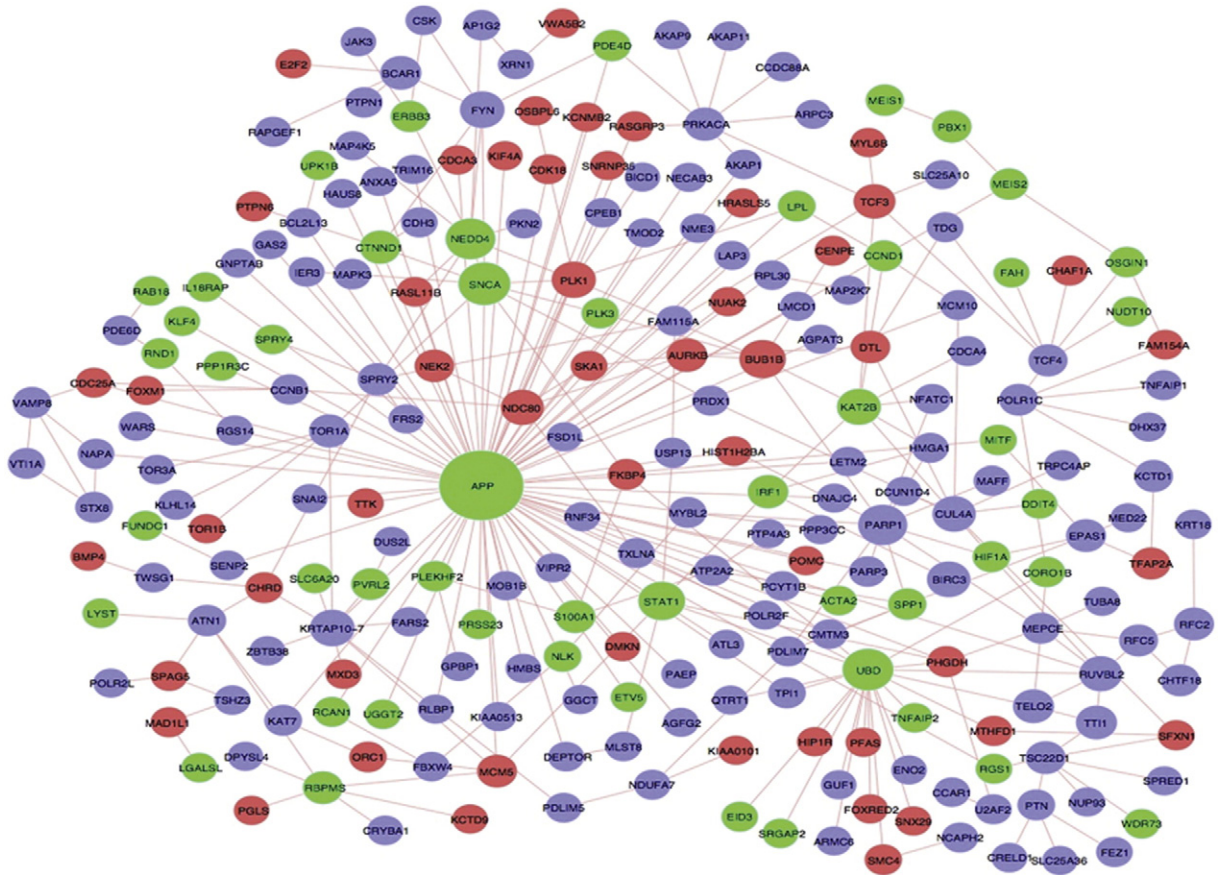 CSK
AP1G2
VWA5B2
JAK3
PDE4D
AKAP9
AKAP11
E2F2
BCAR1
XRN1
CCDC88A
PTPN1
ERBB3
FYN
OSBPL6
KCNMB2
RASGRP3
PRKACA
ARPC3
MEIS1
RAPGEF1
PBX1
MAP4K5
MYL6B
UPK1B
TRIM16
CDCA3
KIF4A
CDK18
SNRNP35
BICD1
NECAB3
AKAP1
SLC25A10
ANXA5
MEIS2
HAUS8
PTPN6
HRASLS5
LPL
TCF3
BCL2L13
CDH3
PKN2
CPEB1
TMOD2
NME3
TDG
GAS2
CTNND1
NEDD4
CENPE
CCND1
GNPTAB
IER3
MAPK3
LAP3
OSGIN1
RPL30
FAH
CHAF1A
IL18RAP
RASL11B
SNCA
PLK1
MAP2K7
RAB18
NUAK2
LMCD1
MCM10
NUDT10
KLF4
PLK3
FAM115A
PDE6D
SPRY4
AGPAT3
DTL
FAM154A
RND1
PPP1R3C
NEK2
SKA1
AURKB
BUB1B
CDCA4
TCF4
CDC25A
FOXM1
CCNB1
SPRY2
TNFAIP1
VAMP8
NDC80
PRDX1
KAT2B
NFATC1
POLR1C
WARS
RGS14
TOR1A
FRS2
FSD1L
DHX37
NAPA
USP13
HIST1H2BA
HMGA1
MITF
VTI1A
TOR3A
LETM2
TRPC4AP
KCTD1
APP
FKBP4
STX8
KLHL14
SNAI2
TTK
IRF1
DNAJC4
DCUN1D4
MAFF
DDIT4
RNF34
MYBL2
CUL4A
MED22
KRT18
FUNDC1
TOR1B
PTP4A3
PPP3CC
PARP1
EPAS1
DUS2L
TXLNA
BMP4
SENP2
HIF1A
TFAP2A
TWSG1
SLC6A20
PVRL2
PLEKHF2
VIPR2
ATP2A2
POMC
PARP3
CORO1B
CHRD
MOB1B
PCYT1B
BIRC3
LYST
STAT1
ACTA2
SPP1
TUBA8
ATN1
S100A1
POLR2F
KRTAP10-7
FARS2
PRSS23
CMTM3
MEPCE
RFC5
RFC2
ZBTB38
DMKN
ATL3
PDLIM7
NLK
GPBP1
HMBS
PAEP
UBD
PHGDH
RUVBL2
CHTF18
POLR2L
SPAG5
MXD3
TSHZ3
RCAN1
UGGT2
RLBP1
GGCT
ETV5
QTRT1
TPI1
TELO2
MAD1L1
KAT7
KIAA0513
AGFG2
TNFAIP2
TTI1
HIP1R
PFAS
MTHFD1
SFXN1
DPYSL4
ORC1
FBXW4
MCM5
DEPTOR
MLST8
KIAA0101
LGALSL
TSC22D1
RGS1
ENO2
RBPMS
NDUFA7
GUF1
SPRED1
CCAR1
PGLS
PDLIM5
FOXRED2
U2AF2
PTN
NUP93
KCTD9
EID3
SNX29
WDR73
CRYBA1
SRGAP2
ARMC6
NCAPH2
FEZ1
SMC4
CRELD1
SLC25A36